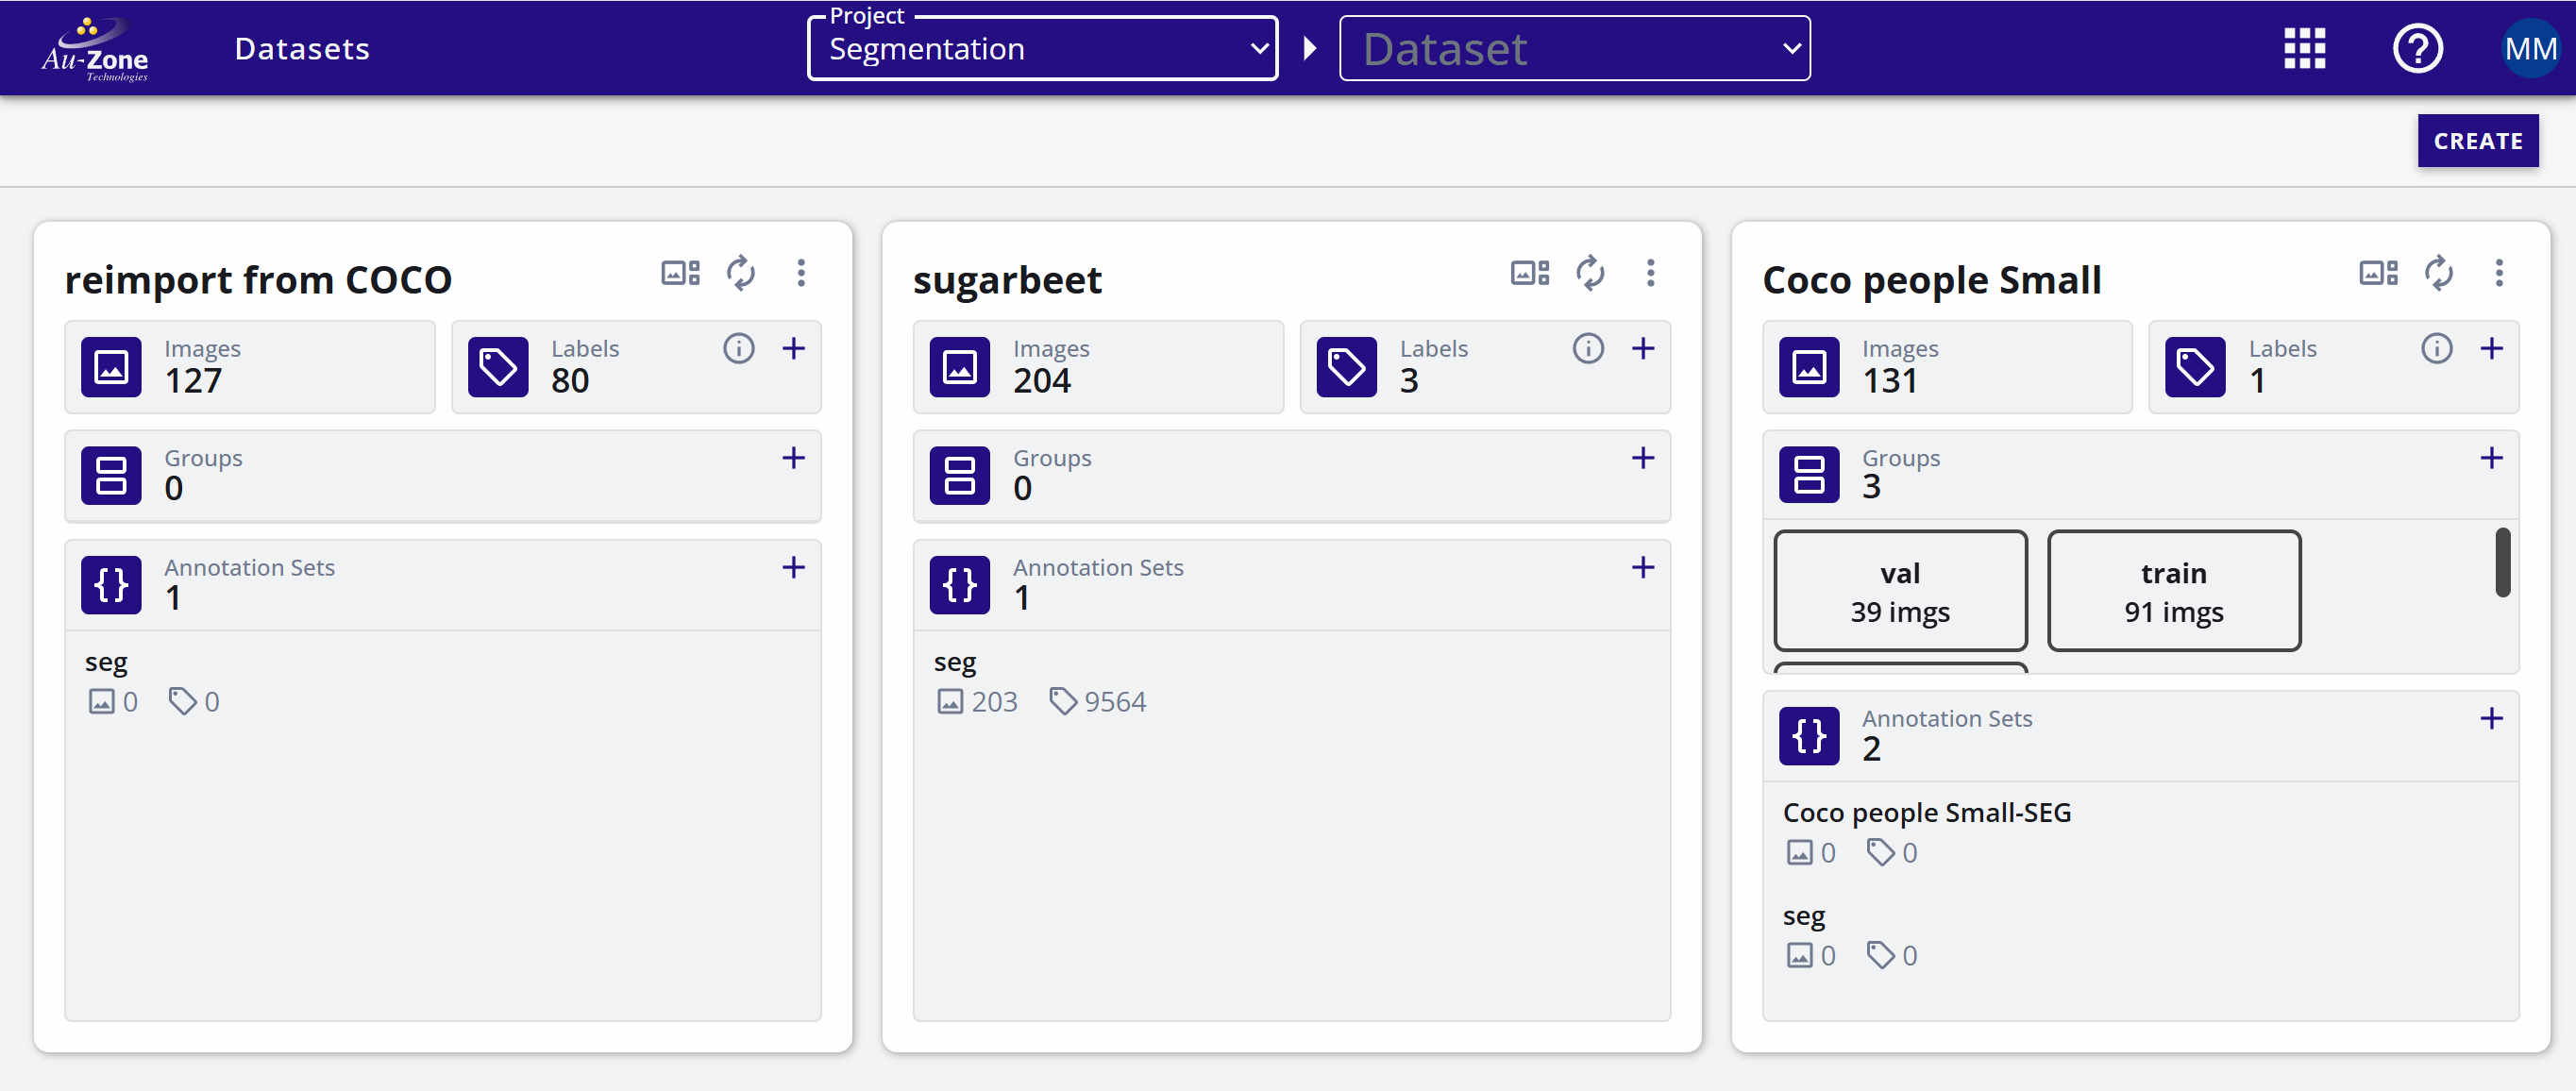 Au-Zone
Technologies
Datasets
Project
Segmentation
Dataset
MM
CREATE
reimport from COCO
Images
127
Labels
80
Groups
0
Annotation Sets
1
seg
0 0
sugarbeet
Images
204
Labels
3
Groups
0
Annotation Sets
1
seg
203 9564
Coco people Small
Images
131
Labels
1
Groups
3
val
39 imgs
train
91 imgs
Annotation Sets
2
Coco people Small-SEG
0 0
seg
0 0